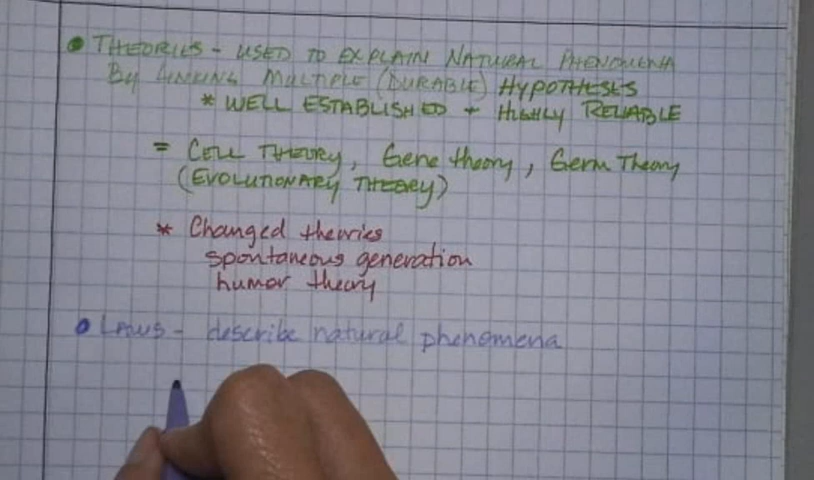 • THEORIES - USED TO EXPLAIN NATURAL PHENOMENA
By LINKING MULTIPLE (DURABLE) HYPOTHESIS
* WELL ESTABLISHED + HIGHLY RELIABLE
= CELL THEORY, Gene theory, Germ Theory
(EVOLUTIONARY THEORY)
* Changed theories
spontaneous generation
humor theory
• LAWS - describe natural phenomena